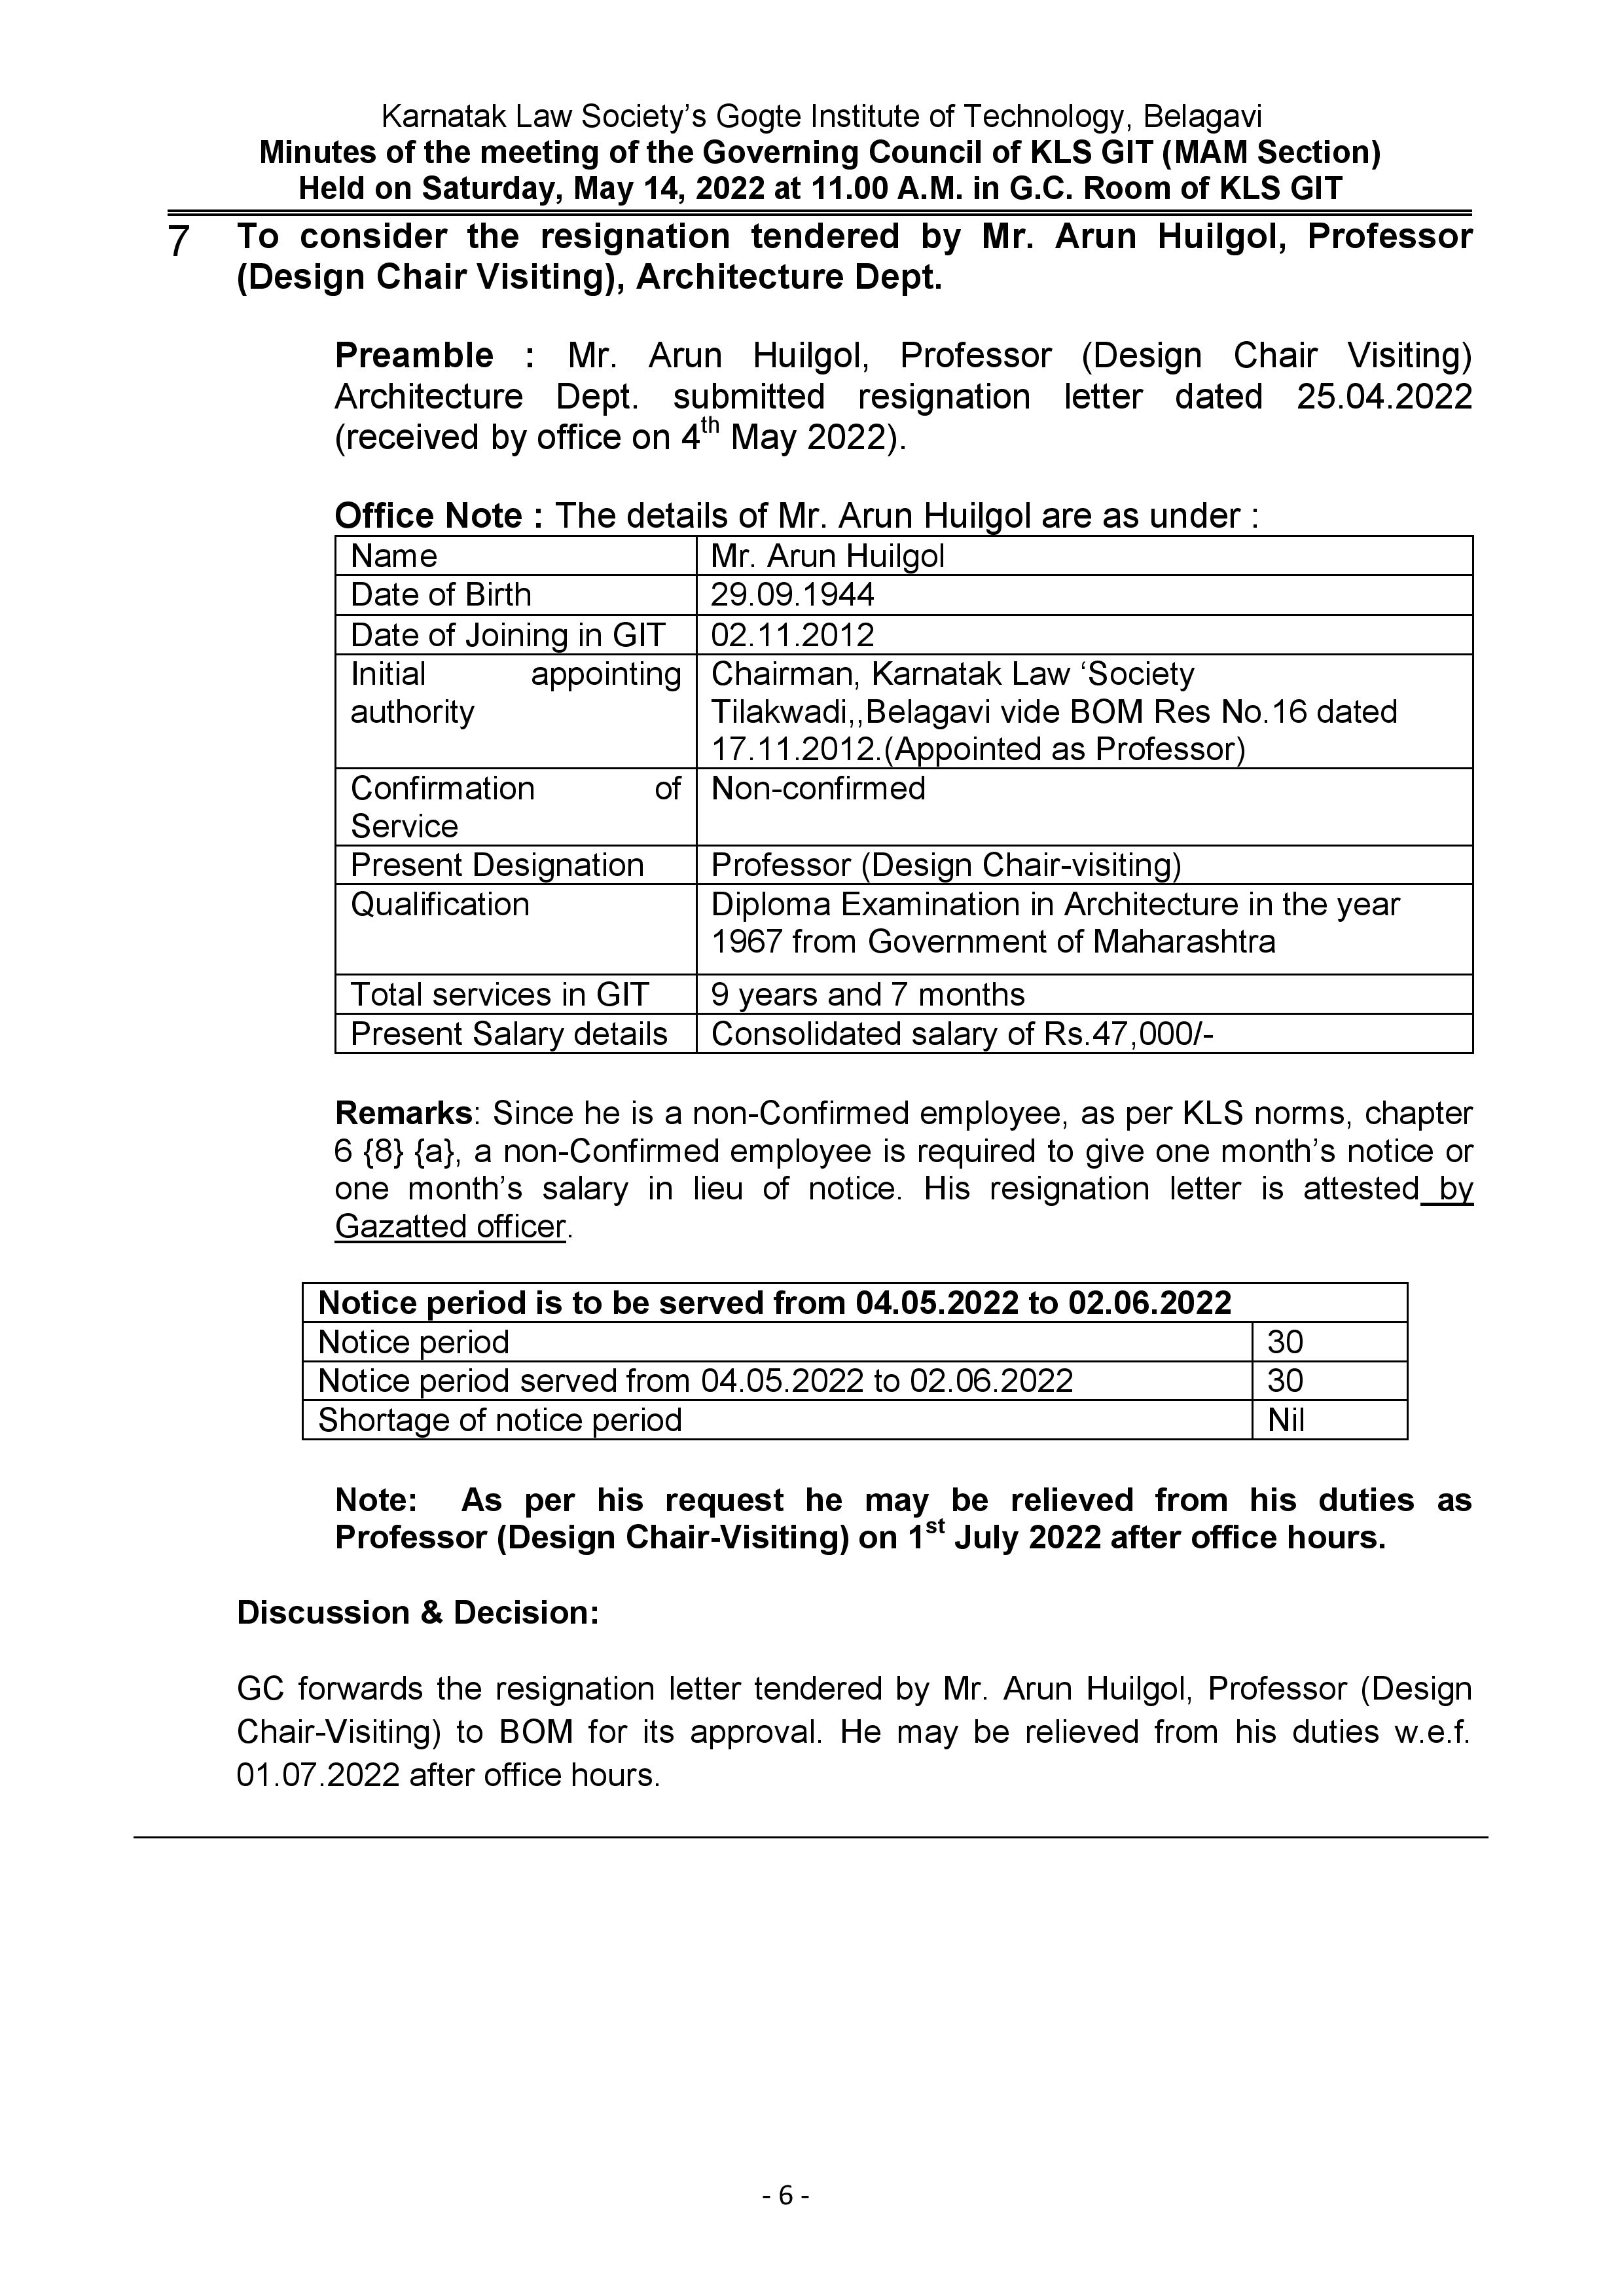 Karnatak Law Society’s Gogte Institute of Technology, Belagavi
Minutes of the meeting of the Governing Council of KLS GIT (MAM Section)
Held on Saturday, May 14, 2022 at 11.00 A.M. in G.C. Room of KLS GIT
7 To consider the resignation tendered by Mr. Arun Huilgol, Professor
(Design Chair Visiting), Architecture Dept.
Preamble : Mr. Arun Huilgol, Professor (Design Chair Visiting)
Architecture Dept. submitted resignation letter dated 25.04.2022
(received by office on 4th May 2022).
Office Note : The details of Mr. Arun Huilgol are as under :
Name Mr. Arun Huilgol
Date of Birth 29.09.1944
Date of Joining in GIT 02.11.2012
Initial appointing
authority
Chairman, Karnatak Law ‘Society
Tilakwadi,,Belagavi vide BOM Res No.16 dated
17.11.2012.(Appointed as Professor)
Confirmation of
Service
Non-confirmed
Present Designation Professor (Design Chair-visiting)
Qualification
Diploma Examination in Architecture in the year
1967 from Government of Maharashtra
Total services in GIT 9 years and 7 months
Present Salary details Consolidated salary of Rs.47,000/-
Remarks: Since he is a non-Confirmed employee, as per KLS norms, chapter
6 {8} {a}, a non-Confirmed employee is required to give one month’s notice or
one month’s salary in lieu of notice. His resignation letter is attested by
Gazatted officer.
Notice period is to be served from 04.05.2022 to 02.06.2022
Notice period 30
Notice period served from 04.05.2022 to 02.06.2022 30
Shortage of notice period Nil
Note: As per his request he may be relieved from his duties as
Professor (Design Chair-Visiting) on 1st July 2022 after office hours.
Discussion & Decision:
GC forwards the resignation letter tendered by Mr. Arun Huilgol, Professor (Design
Chair-Visiting) to BOM for its approval. He may be relieved from his duties w.e.f.
01.07.2022 after office hours.
- 6 -